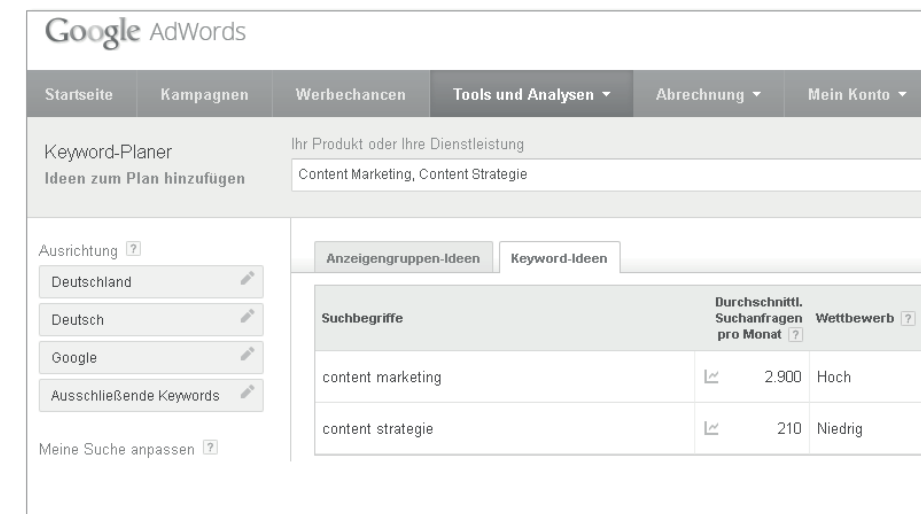 Google AdWords
Startseite Kampagnen Werbechancen Tools und Analysen Abrechnung Mein Konto
Keyword-Planer
Ideen zum Plan hinzufügen
Ihr Produkt oder Ihre Dienstleistung
Content Marketing, Content Strategie
Ausrichtung ?
Deutschland
Deutsch
Google
Ausschließende Keywords
Meine Suche anpassen ?
Anzeigengruppen-Ideen Keyword-Ideen
Suchbegriffe
Durchschnittl.
Suchanfragen
pro Monat ?
Wettbewerb ?
content marketing 2.900 Hoch
content strategie 210 Niedrig